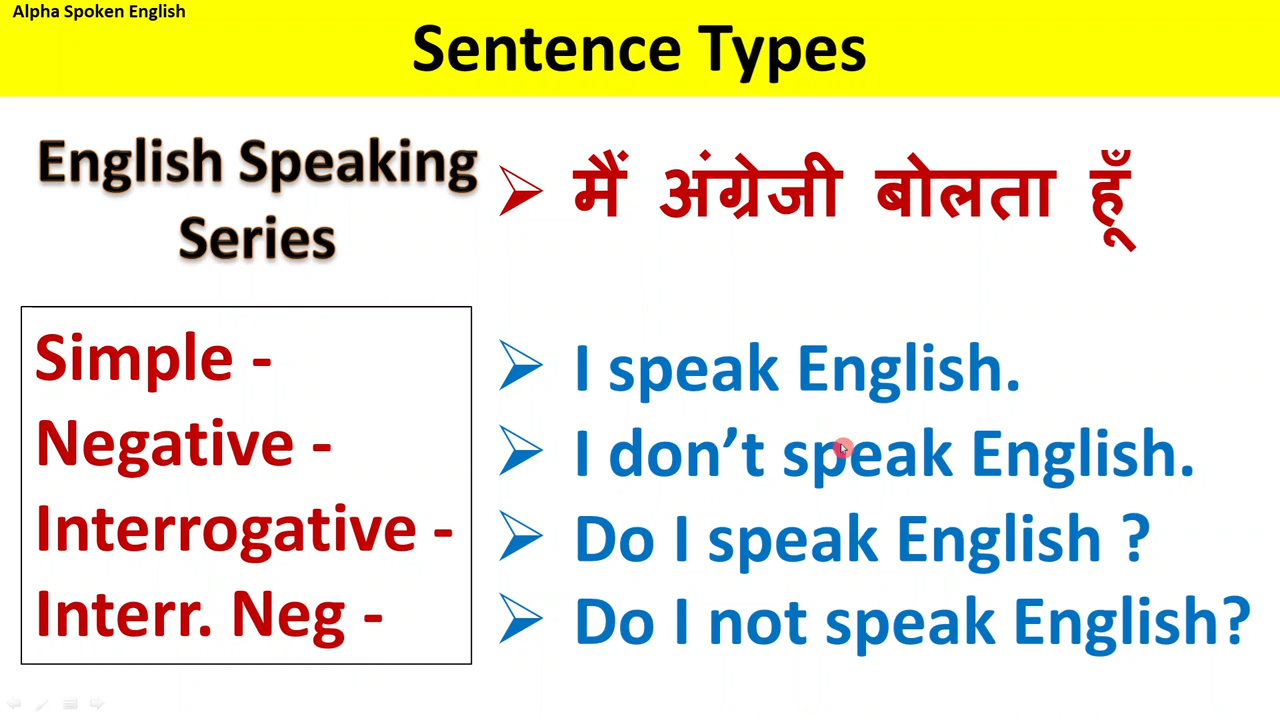 Alpha Spoken English
Sentence Types
English Speaking
Series
मैं अंग्रेजी बोलता हूँ
Simple -
Negative -
Interrogative -
Interr. Neg -
I speak English.
I don’t speak English.
Do I speak English ?
Do I not speak English?